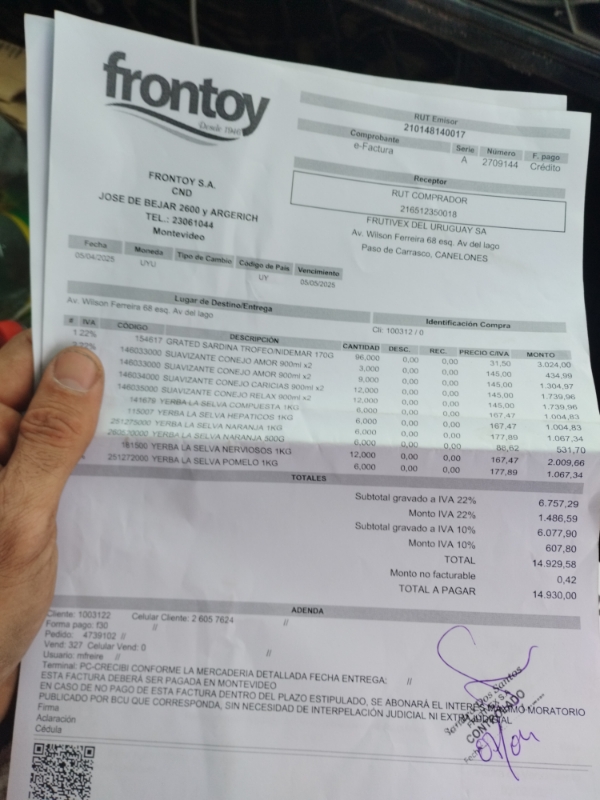 frontoy
Desde 1946
FRONTOY S.A.
CND
JOSE DE BEJAR 2600 y ARGERICH
TEL.: 23061044
Montevideo
RUT Emisor
210148140017
Comprobante Serie Número F. pago
e-Factura A 2709144 Crédito
Receptor
RUT COMPRADOR
216512350018
FRUTIVEX DEL URUGUAY SA
Av. Wilson Ferreira 68 esq. Av del lago
Paso de Carrasco, CANELONES
Fecha Moneda Tipo de Cambio Código de País Vencimiento
05/04/2025 UYU UY 05/05/2025
Lugar de Destino/Entrega Identificación Compra
Av. Wilson Ferreira 68 esq. Av del lago Cli: 100312 / 0
# IVA CÓDIGO DESCRIPCIÓN CANTIDAD DESC. REC. PRECIO C/IVA MONTO
1 22% 154617 GRATED SARDINA TROFEO/NIDEMAR 170G 96,000 0,00 0,00 31,50 3.024,00
22% 146033000 SUAVIZANTE CONEJO AMOR 900ml x2 3,000 0,00 0,00 145,00 434,99
146033000 SUAVIZANTE CONEJO AMOR 900ml x2 9,000 0,00 0,00 145,00 1.304,97
146034000 SUAVIZANTE CONEJO CARICIAS 900ml x2 12,000 0,00 0,00 145,00 1.739,96
146035000 SUAVIZANTE CONEJO RELAX 900ml x2 12,000 0,00 0,00 145,00 1.739,96
141678 YERBA LA SELVA COMPUESTA 1KG 6,000 0,00 0,00 167,47 1.004,83
115007 YERBA LA SELVA HEPATICOS 1KG 6,000 0,00 0,00 167,47 1.004,83
251275000 YERBA LA SELVA NARANJA 1KG 6,000 0,00 0,00 177,89 1.067,34
YERBA LA SELVA NARANJA 500G 6,000 0,00 0,00 88,62 531,70
161500 YERBA LA SELVA NERVIOSOS 1KG 12,000 0,00 0,00 167,47 2.009,66
251272000 YERBA LA SELVA POMELO 1KG 6,000 0,00 0,00 177,89 1.067,34
TOTALES
Subtotal gravado a IVA 22% 6.757,29
Monto IVA 22% 1.486,59
Subtotal gravado a IVA 10% 6.077,90
Monto IVA 10% 607,80
TOTAL 14.929,58
Monto no facturable 0,42
TOTAL A PAGAR 14.930,00
ADENDA
Cliente: 1003122 Celular Cliente: 2 605 7624 //
Forma pago: f30 //
Pedido: 4739102 //
Vend: 327 Celular Vend: 0 //
Usuario: mfreire //
Terminal: PC-CRECIBI CONFORME LA MERCADERIA DETALLADA FECHA ENTREGA: //
ESTA FACTURA DEBERÁ SER PAGADA EN MONTEVIDEO
EN CASO DE NO PAGO DE ESTA FACTURA DENTRO DEL PLAZO ESTIPULADO, SE ABONARÁ EL INTERES MAXIMO MORATORIO
PUBLICADO POR BCU QUE CORRESPONDA, SIN NECESIDAD DE INTERPELACIÓN JUDICIAL NI EXTRAJUDICIAL
Firma
Aclaración
Cédula